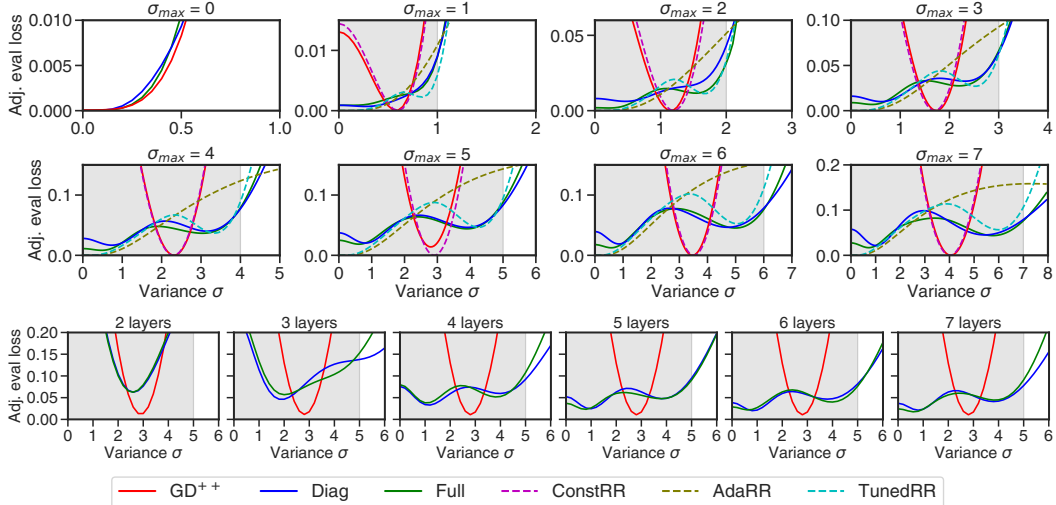 σmax = 0 σmax = 1 σmax = 2 σmax = 3
Adj. eval loss
0.010
0.005
0.000
0.0 0.5 1.0
0.01
0.00
0 1 2
0.05
0.00
0 1 2 3
0.10
0.05
0.00
0 1 2 3 4
σmax = 4 σmax = 5 σmax = 6 σmax = 7
Adj. eval loss
0.1
0.0
0 1 2 3 4 5
0.1
0.0
0 1 2 3 4 5 6
0.1
0.0
0 1 2 3 4 5 6 7
0.2
0.1
0.0
0 1 2 3 4 5 6 7 8
Variance σ Variance σ Variance σ Variance σ
2 layers 3 layers 4 layers 5 layers 6 layers 7 layers
Adj. eval loss
0.20
0.15
0.10
0.05
0.00
0 1 2 3 4 5 6 0 1 2 3 4 5 6 0 1 2 3 4 5 6 0 1 2 3 4 5 6 0 1 2 3 4 5 6 0 1 2 3 4 5 6
Variance σ Variance σ Variance σ Variance σ Variance σ Variance σ
GD++ Diag Full ConstRR AdaRR TunedRR